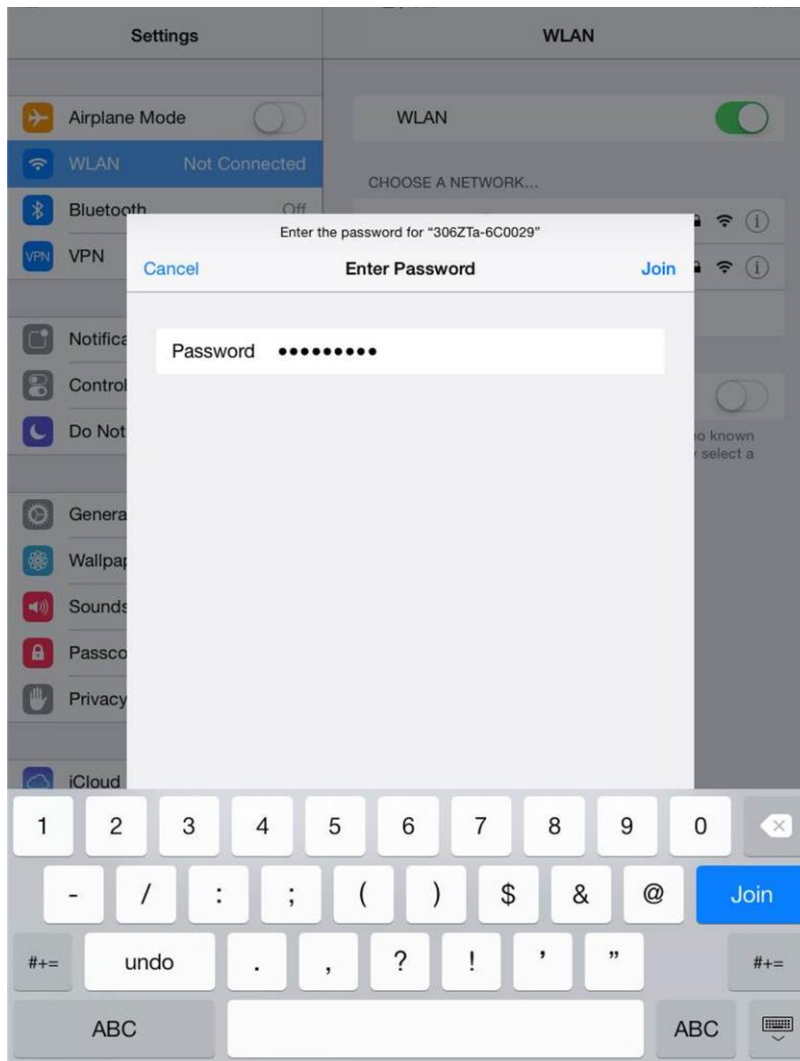 Settings
WLAN
Airplane Mode
WLAN Not Connected
Bluetooth Off
VPN VPN
WLAN
CHOOSE A NETWORK...
Enter the password for “306ZTa-6C0029”
Cancel Enter Password Join
Password •••••••••
Notifica
Control
Do Not
o known
select a
Genera
Wallpap
Sounds
Passco
Privacy
iCloud
1 2 3 4 5 6 7 8 9 0
- / : ; ( ) $ & @ Join
#+= undo . , ? ! ’ ” #+=
ABC ABC